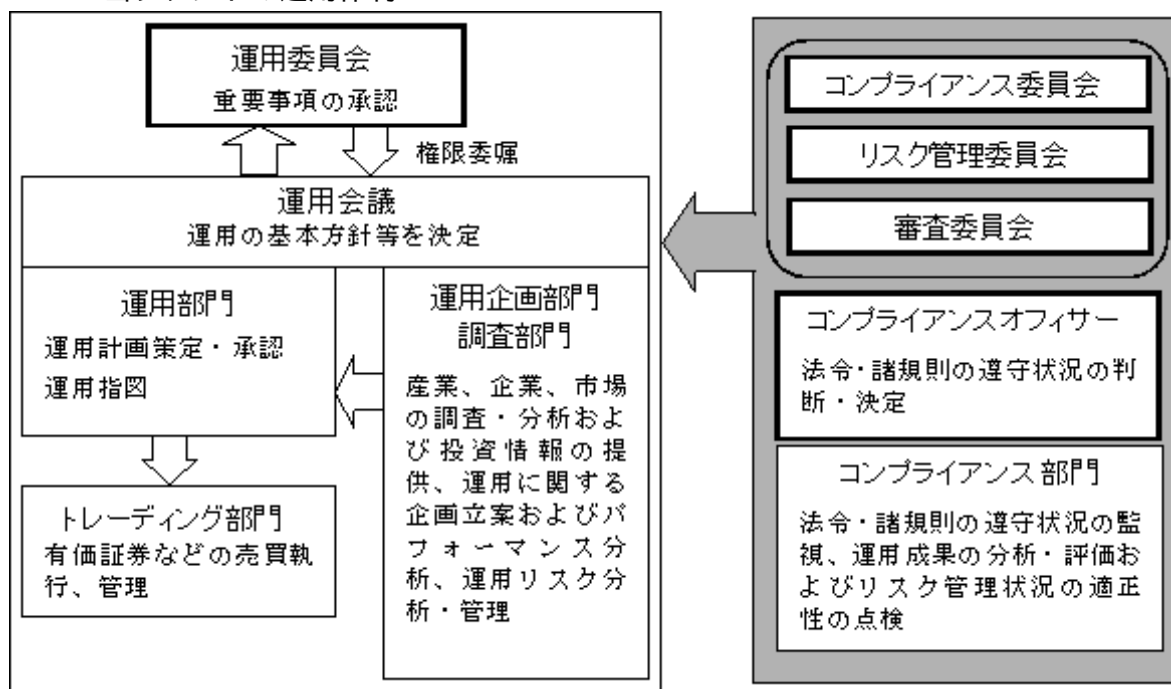 運用委員会
重要事項の承認
権限委嘱
運用会議
運用の基本方針等を決定
運用部門
運用計画策定・承認
運用指図
運用企画部門
調査部門
産業、企業、市場
の調査・分析およ
び投資情報の提
供、運用に関する
企画立案およびパ
フォーマンス分
析、運用リスク分
析・管理
トレーディング部門
有価証券などの売買執
行、管理
コンプライアンス委員会
リスク管理委員会
審査委員会
コンプライアンスオフィサー
法令・諸規則の遵守状況の判
断・決定
コンプライアンス部門
法令・諸規則の遵守状況の監
視、運用成果の分析・評価お
よびリスク管理状況の適正
性の点検